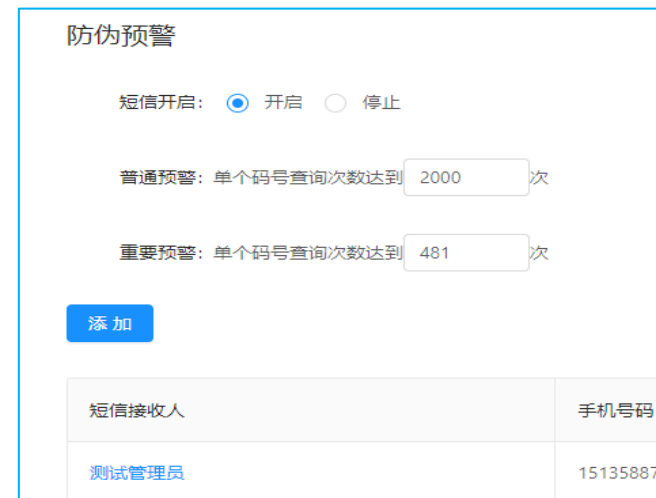 防伪预警
短信开启： 开启 停止
普通预警：单个码号查询次数达到 2000 次
重要预警：单个码号查询次数达到 481 次
添 加
短信接收人 手机号码
测试管理员 15135887